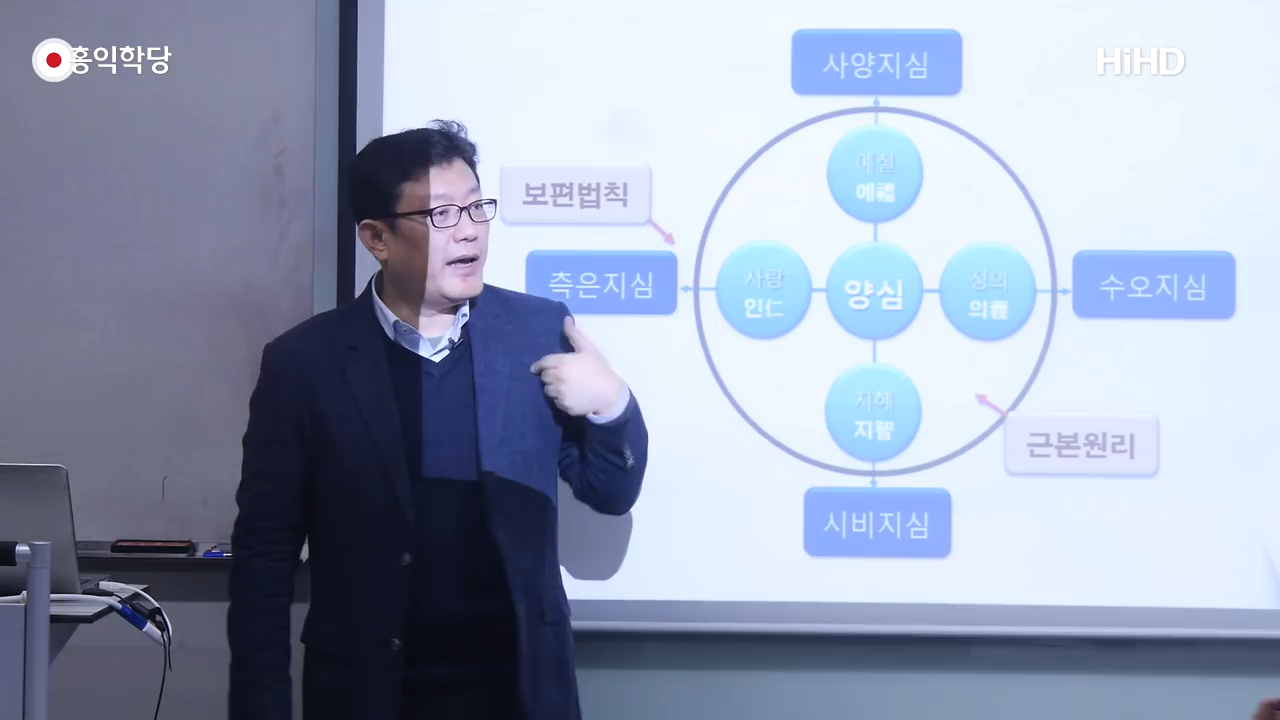 홍익학당
HiHD
사양지심
예절
예禮
보편법칙
측은지심
사랑
인仁
양심
정의
의義
수오지심
지혜
지智
근본원리
시비지심